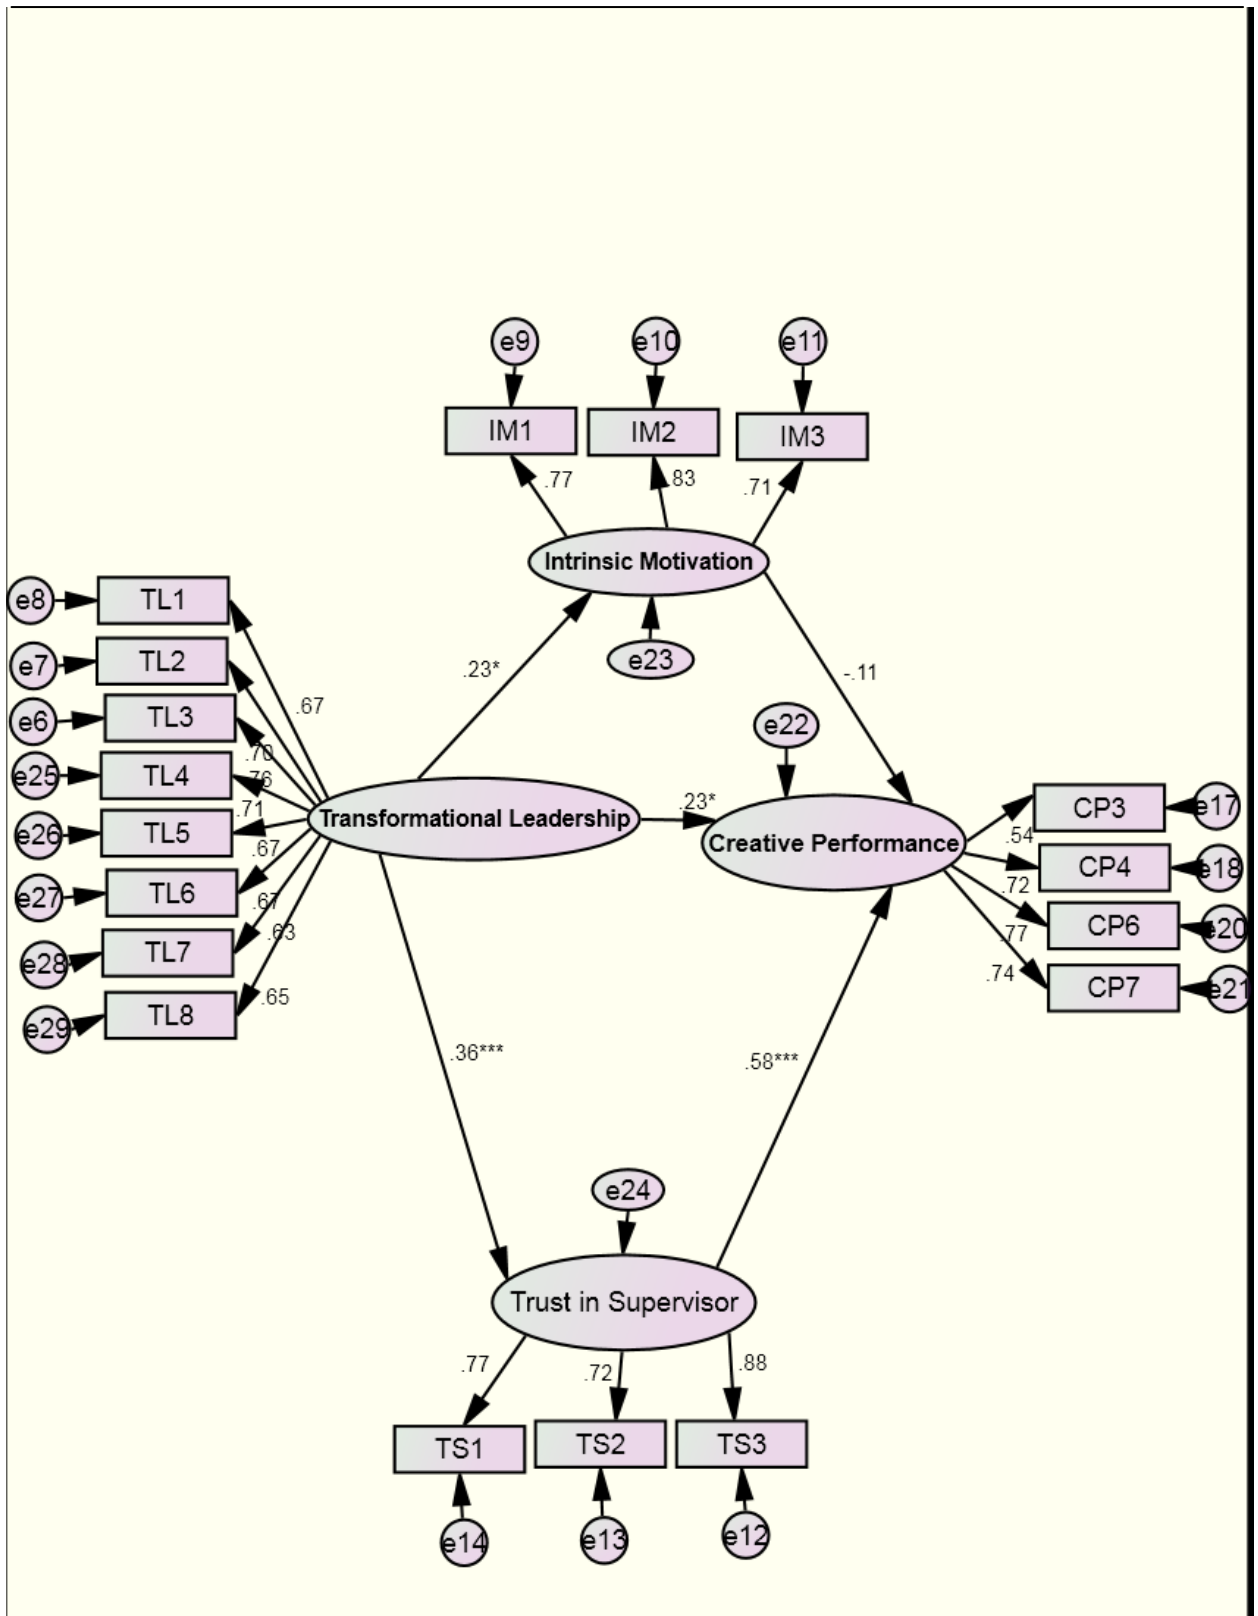 e9
e10
e11
IM1
IM2
IM3
.77
.83
.71
Intrinsic Motivation
e23
e8
TL1
e7
TL2
e6
TL3
e25
TL4
e26
TL5
e27
TL6
e28
TL7
e29
TL8
.67
.70
.76
.71
.67
.67
.63
.65
.23*
-.11
e22
Transformational Leadership
.23*
Creative Performance
CP3
e17
.54
CP4
e18
.72
CP6
e20
.77
CP7
e21
.74
.36***
.58***
e24
Trust in Supervisor
.77
.72
.88
TS1
TS2
TS3
e14
e13
e12